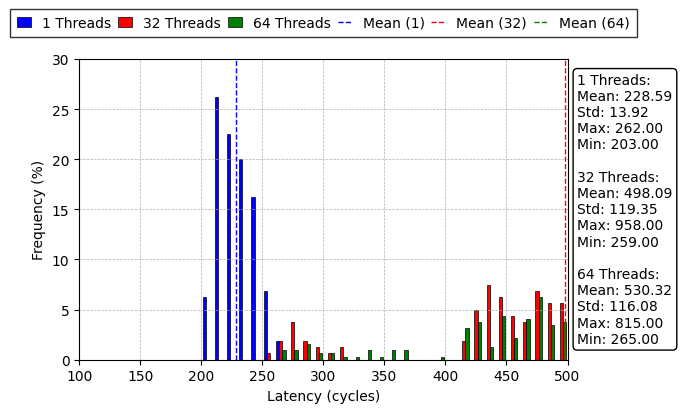 1 Threads 32 Threads 64 Threads Mean (1) Mean (32) Mean (64)
30
25
20
15
10
5
0
Frequency (%)
100 150 200 250 300 350 400 450 500
Latency (cycles)
1 Threads:
Mean: 228.59
Std: 13.92
Max: 262.00
Min: 203.00
32 Threads:
Mean: 498.09
Std: 119.35
Max: 958.00
Min: 259.00
64 Threads:
Mean: 530.32
Std: 116.08
Max: 815.00
Min: 265.00